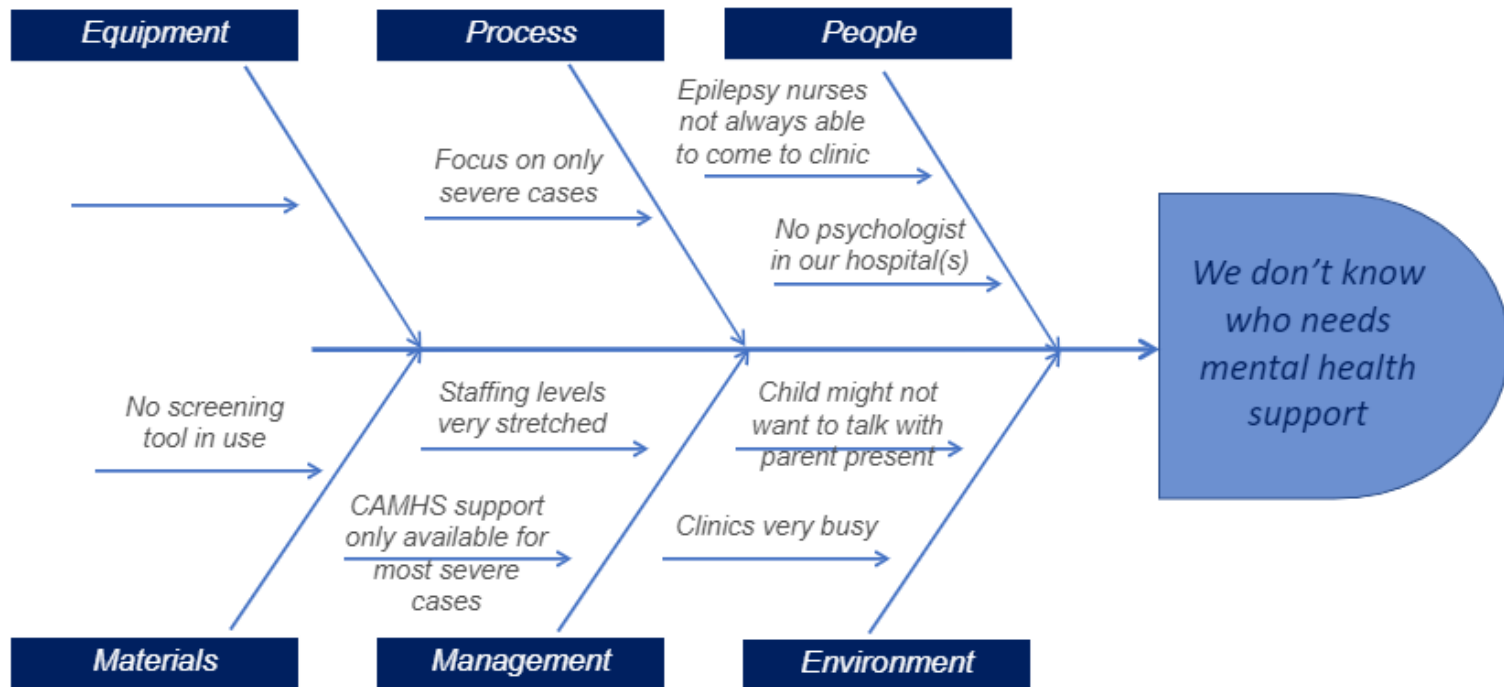 Equipment
Process
People
Epilepsy nurses
not always able
to come to clinic
Focus on only
severe cases
No psychologist
in our hospital(s)
We don’t know
who needs
mental health
support
No screening
tool in use
Staffing levels
very stretched
Child might not
want to talk with
parent present
CAMHS support
only available for
most severe
cases
Clinics very busy
Materials
Management
Environment